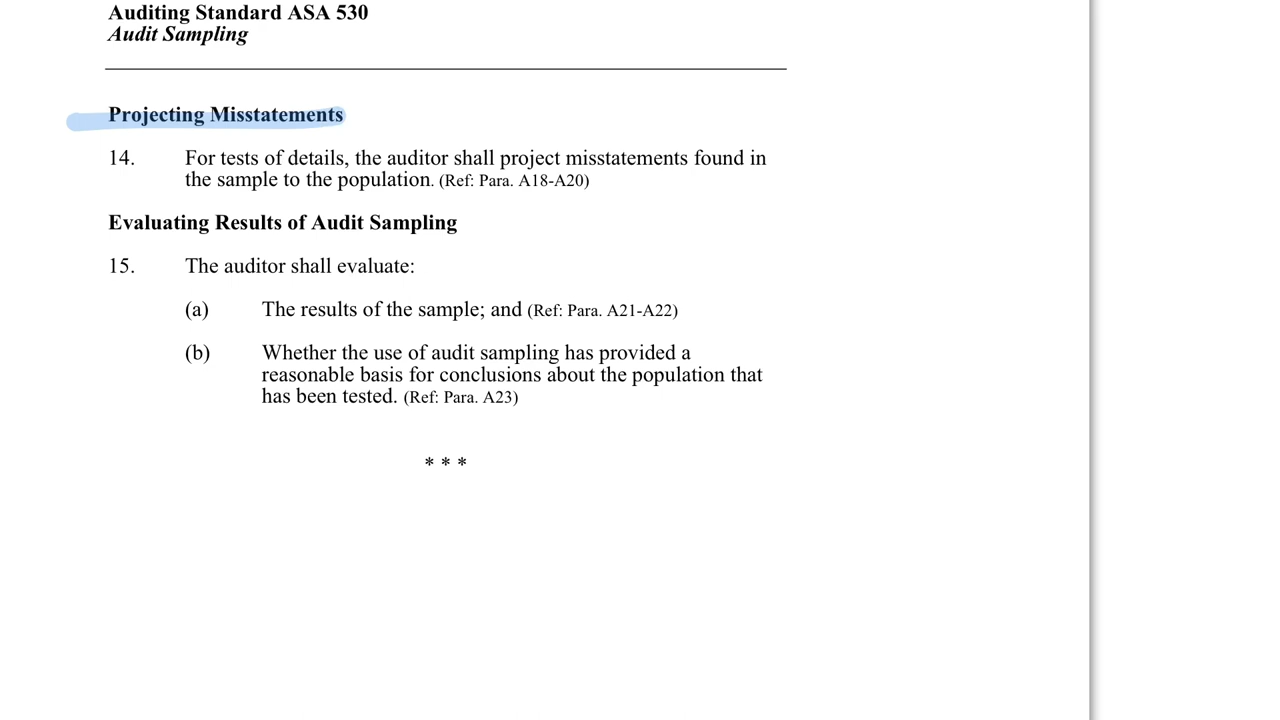 Auditing Standard ASA 530
Audit Sampling
Projecting Misstatements
14. For tests of details, the auditor shall project misstatements found in
the sample to the population. (Ref: Para. A18-A20)
Evaluating Results of Audit Sampling
15. The auditor shall evaluate:
(a) The results of the sample; and (Ref: Para. A21-A22)
(b) Whether the use of audit sampling has provided a
reasonable basis for conclusions about the population that
has been tested. (Ref: Para. A23)
* * *